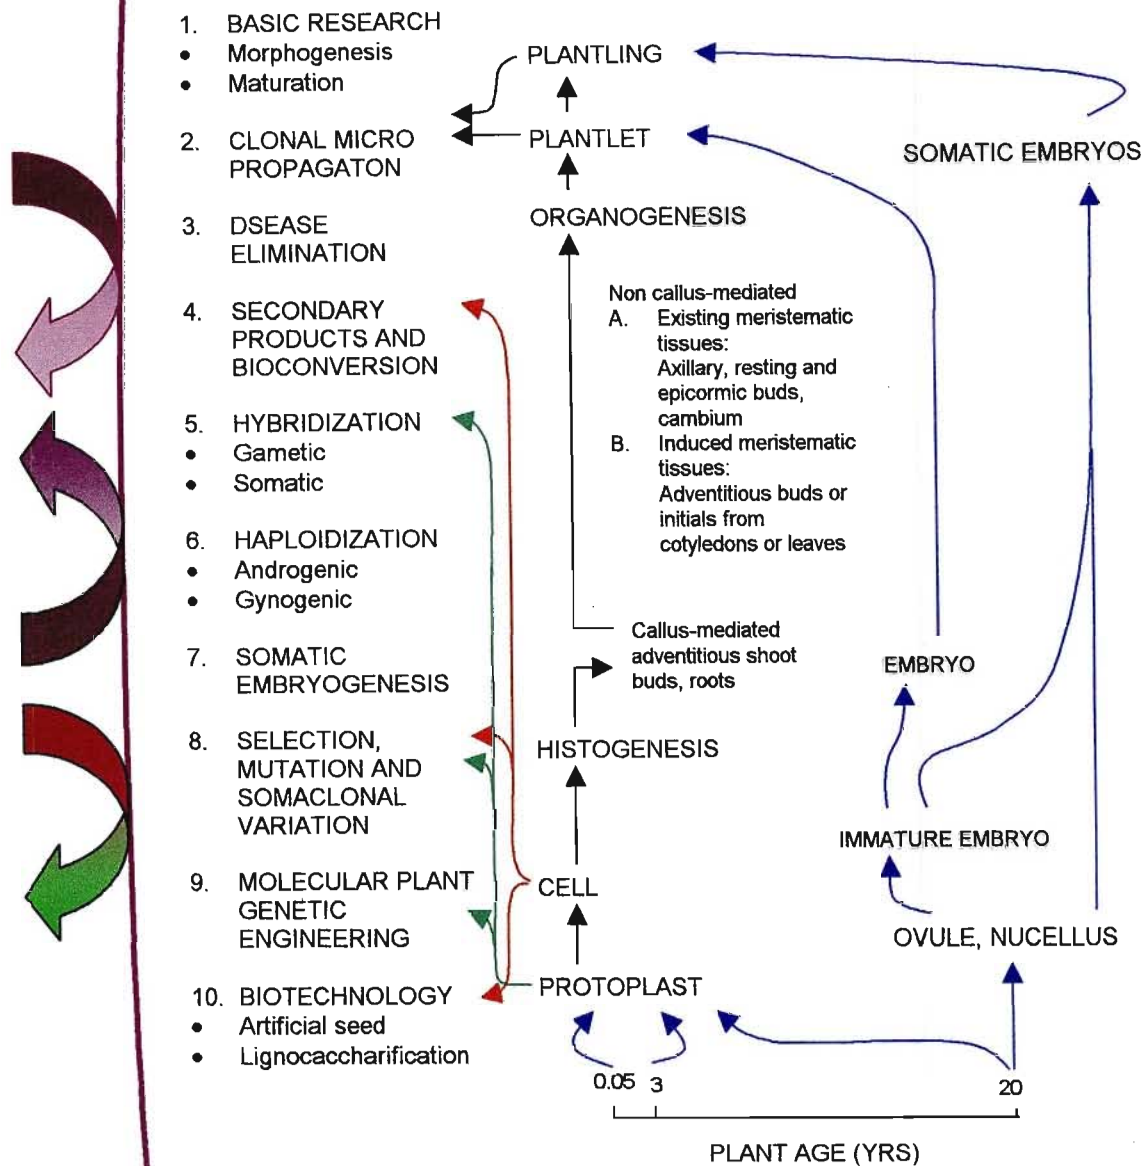 1. BASIC RESEARCH
• Morphogenesis
• Maturation
2. CLONAL MICRO
PROPAGATON
3. DSEASE
ELIMINATION
4. SECONDARY
PRODUCTS AND
BIOCONVERSION
5. HYBRIDIZATION
• Gametic
• Somatic
6. HAPLOIDIZATION
• Androgenic
• Gynogenic
7. SOMATIC
EMBRYOGENESIS
8. SELECTION,
MUTATION AND
SOMACLONAL
VARIATION
9. MOLECULAR PLANT
GENETIC
ENGINEERING
10. BIOTECHNOLOGY
• Artificial seed
• Lignocaccharification
PLANTLING
PLANTLET
ORGANOGENESIS
Non callus-mediated
A. Existing meristematic
tissues:
Axillary, resting and
epicormic buds,
cambium
B. Induced meristematic
tissues:
Adventitious buds or
initials from
cotyledons or leaves
Callus-mediated
adventitious shoot
buds, roots
HISTOGENESIS
CELL
PROTOPLAST
SOMATIC EMBRYOS
EMBRYO
IMMATURE EMBRYO
OVULE, NUCELLUS
0.05 3 20
PLANT AGE (YRS)